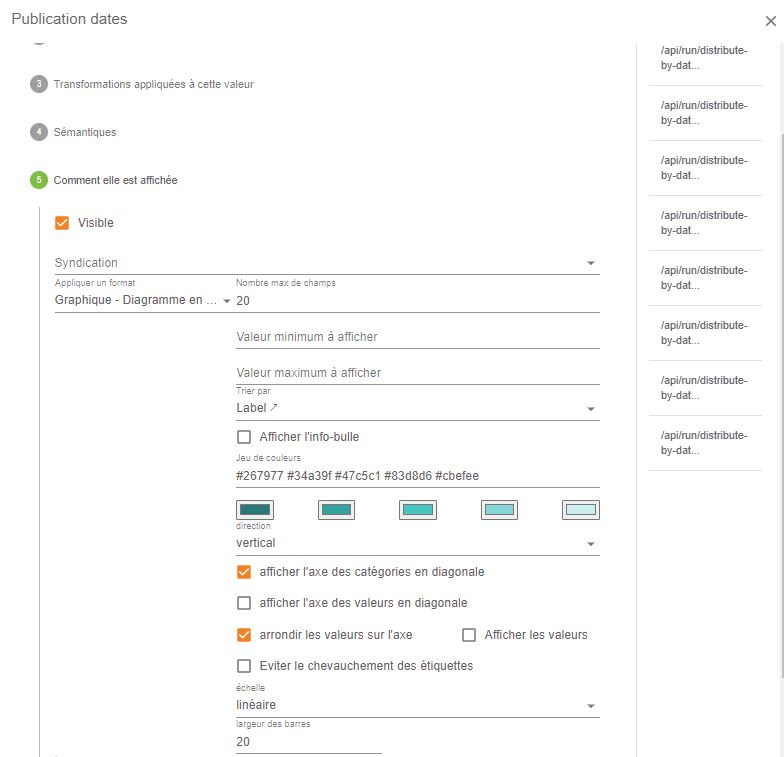 Publication dates
3 Transformations appliquées à cette valeur
4 Sémantiques
5 Comment elle est affichée
Visible
Syndication
Appliquer un format
Graphique - Diagramme en ...
Nombre max de champs
20
Valeur minimum à afficher
Valeur maximum à afficher
Trier par
Label ↗
Afficher l'info-bulle
Jeu de couleurs
#267977 #34a39f #47c5c1 #83d8d6 #cbefee
direction
vertical
afficher l'axe des catégories en diagonale
afficher l'axe des valeurs en diagonale
arrondir les valeurs sur l'axe
Afficher les valeurs
Eviter le chevauchement des étiquettes
échelle
linéaire
largeur des barres
20
/api/run/distribute-
by-dat...
/api/run/distribute-
by-dat...
/api/run/distribute-
by-dat...
/api/run/distribute-
by-dat...
/api/run/distribute-
by-dat...
/api/run/distribute-
by-dat...
/api/run/distribute-
by-dat...
/api/run/distribute-
by-dat...